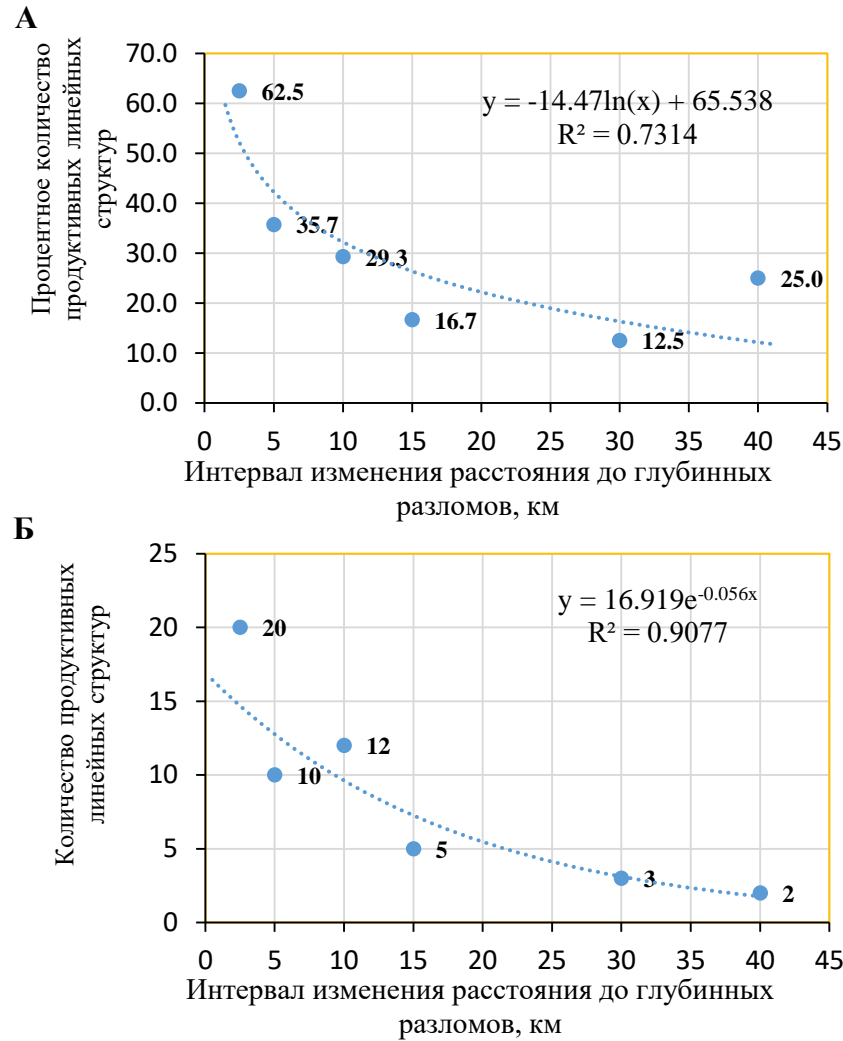 А
Процентное количество
продуктивных линейных
структур
70.0
60.0
50.0
40.0
30.0
20.0
10.0
0.0
62.5
35.7
29.3
16.7
12.5
25.0
y = -14.47ln(x) + 65.538
R² = 0.7314
0 5 10 15 20 25 30 35 40 45
Интервал изменения расстояния до глубинных
разломов, км
Б
Количество продуктивных
линейных структур
25
20
15
10
5
0
20
10
12
5
3
2
y = 16.919e^-0.056x
R² = 0.9077
0 5 10 15 20 25 30 35 40 45
Интервал изменения расстояния до глубинных
разломов, км